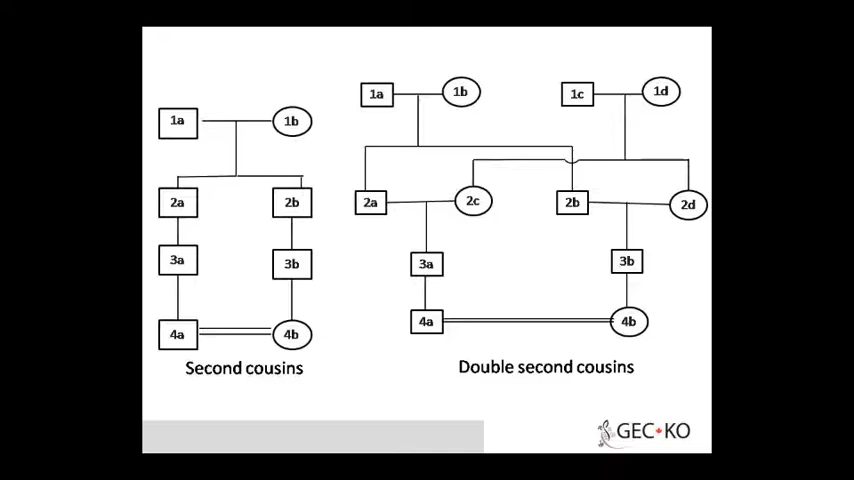 1a 1b
2a 2b
3a 3b
4a 4b
Second cousins
1a 1b 1c 1d
2a 2c 2b 2d
3a 3b
4a 4b
Double second cousins
GEC KO